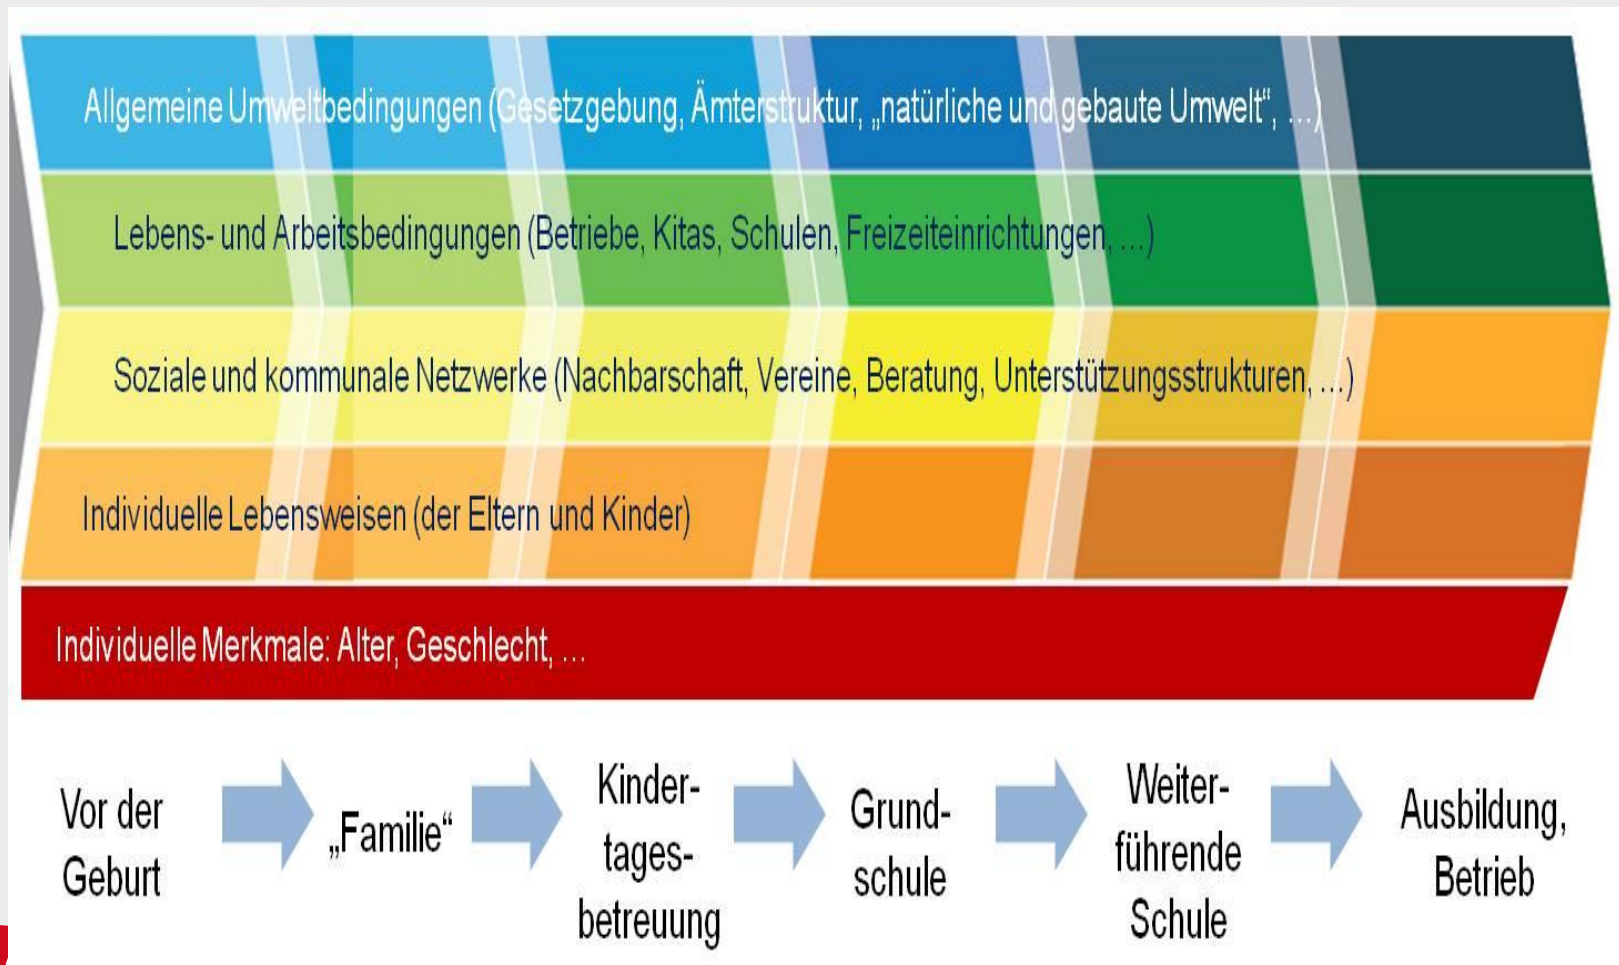 Allgemeine Umweltbedingungen (Gesetzgebung, Ämterstruktur, „natürliche und gebaute Umwelt“, …)
Lebens- und Arbeitsbedingungen (Betriebe, Kitas, Schulen, Freizeiteinrichtungen, …)
Soziale und kommunale Netzwerke (Nachbarschaft, Vereine, Beratung, Unterstützungsstrukturen, …)
Individuelle Lebensweisen (der Eltern und Kinder)
Individuelle Merkmale: Alter, Geschlecht, …
Vor der
Geburt
„Familie“
Kinder-
tages-
betreuung
Grund-
schule
Weiter-
führende
Schule
Ausbildung,
Betrieb